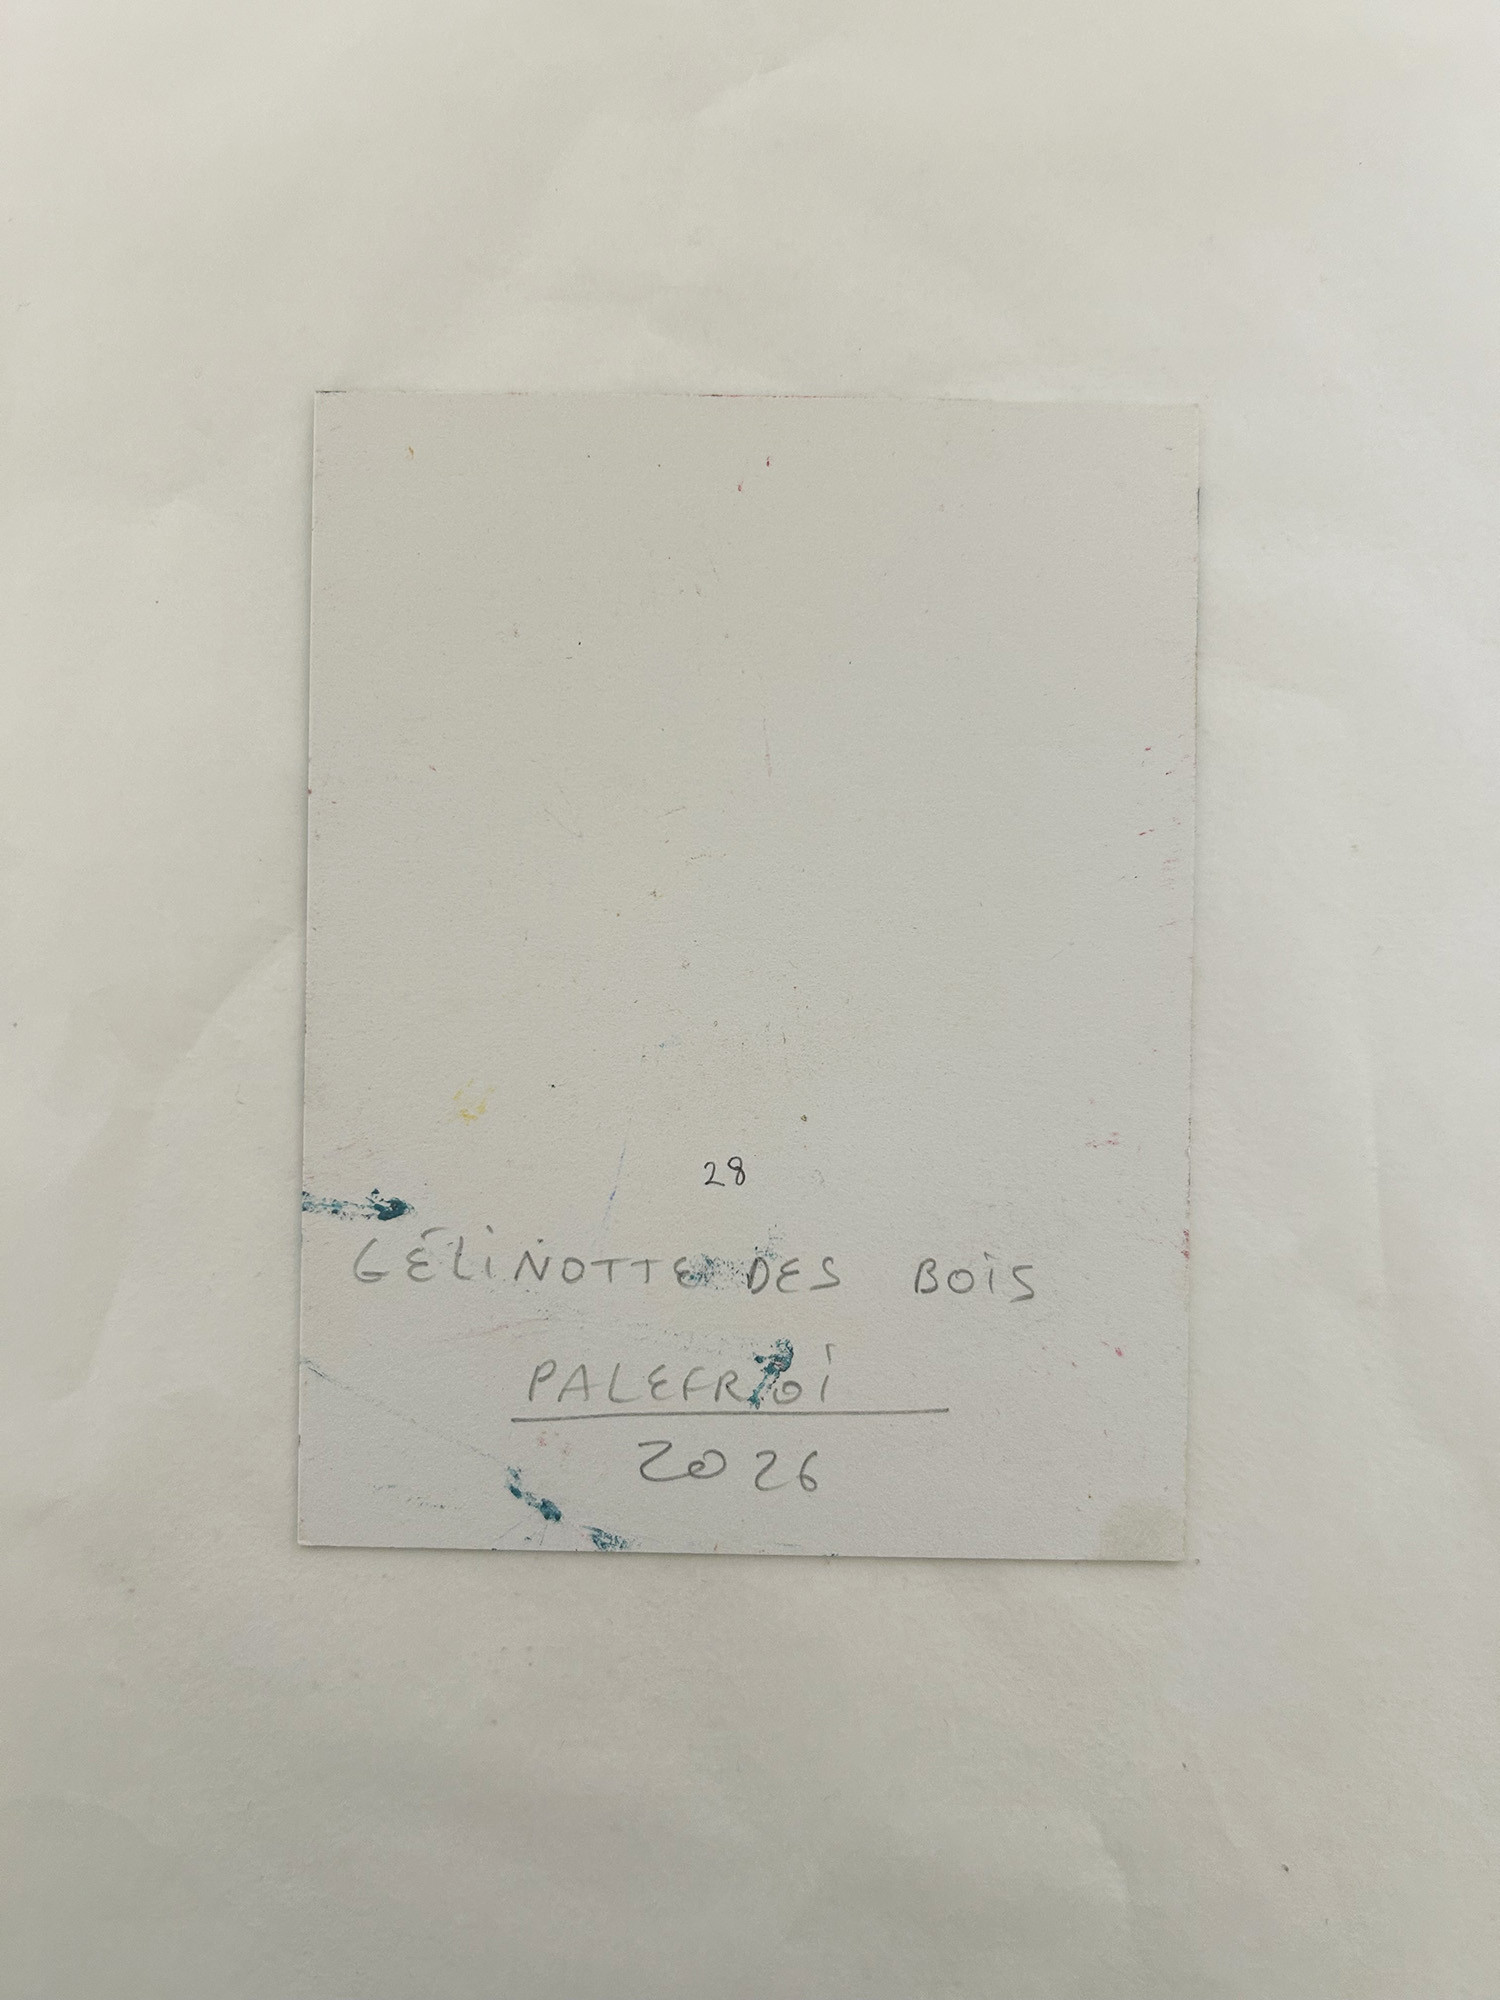 28
GÉLiNOTTE DES BOiS
PALEFROi
2026